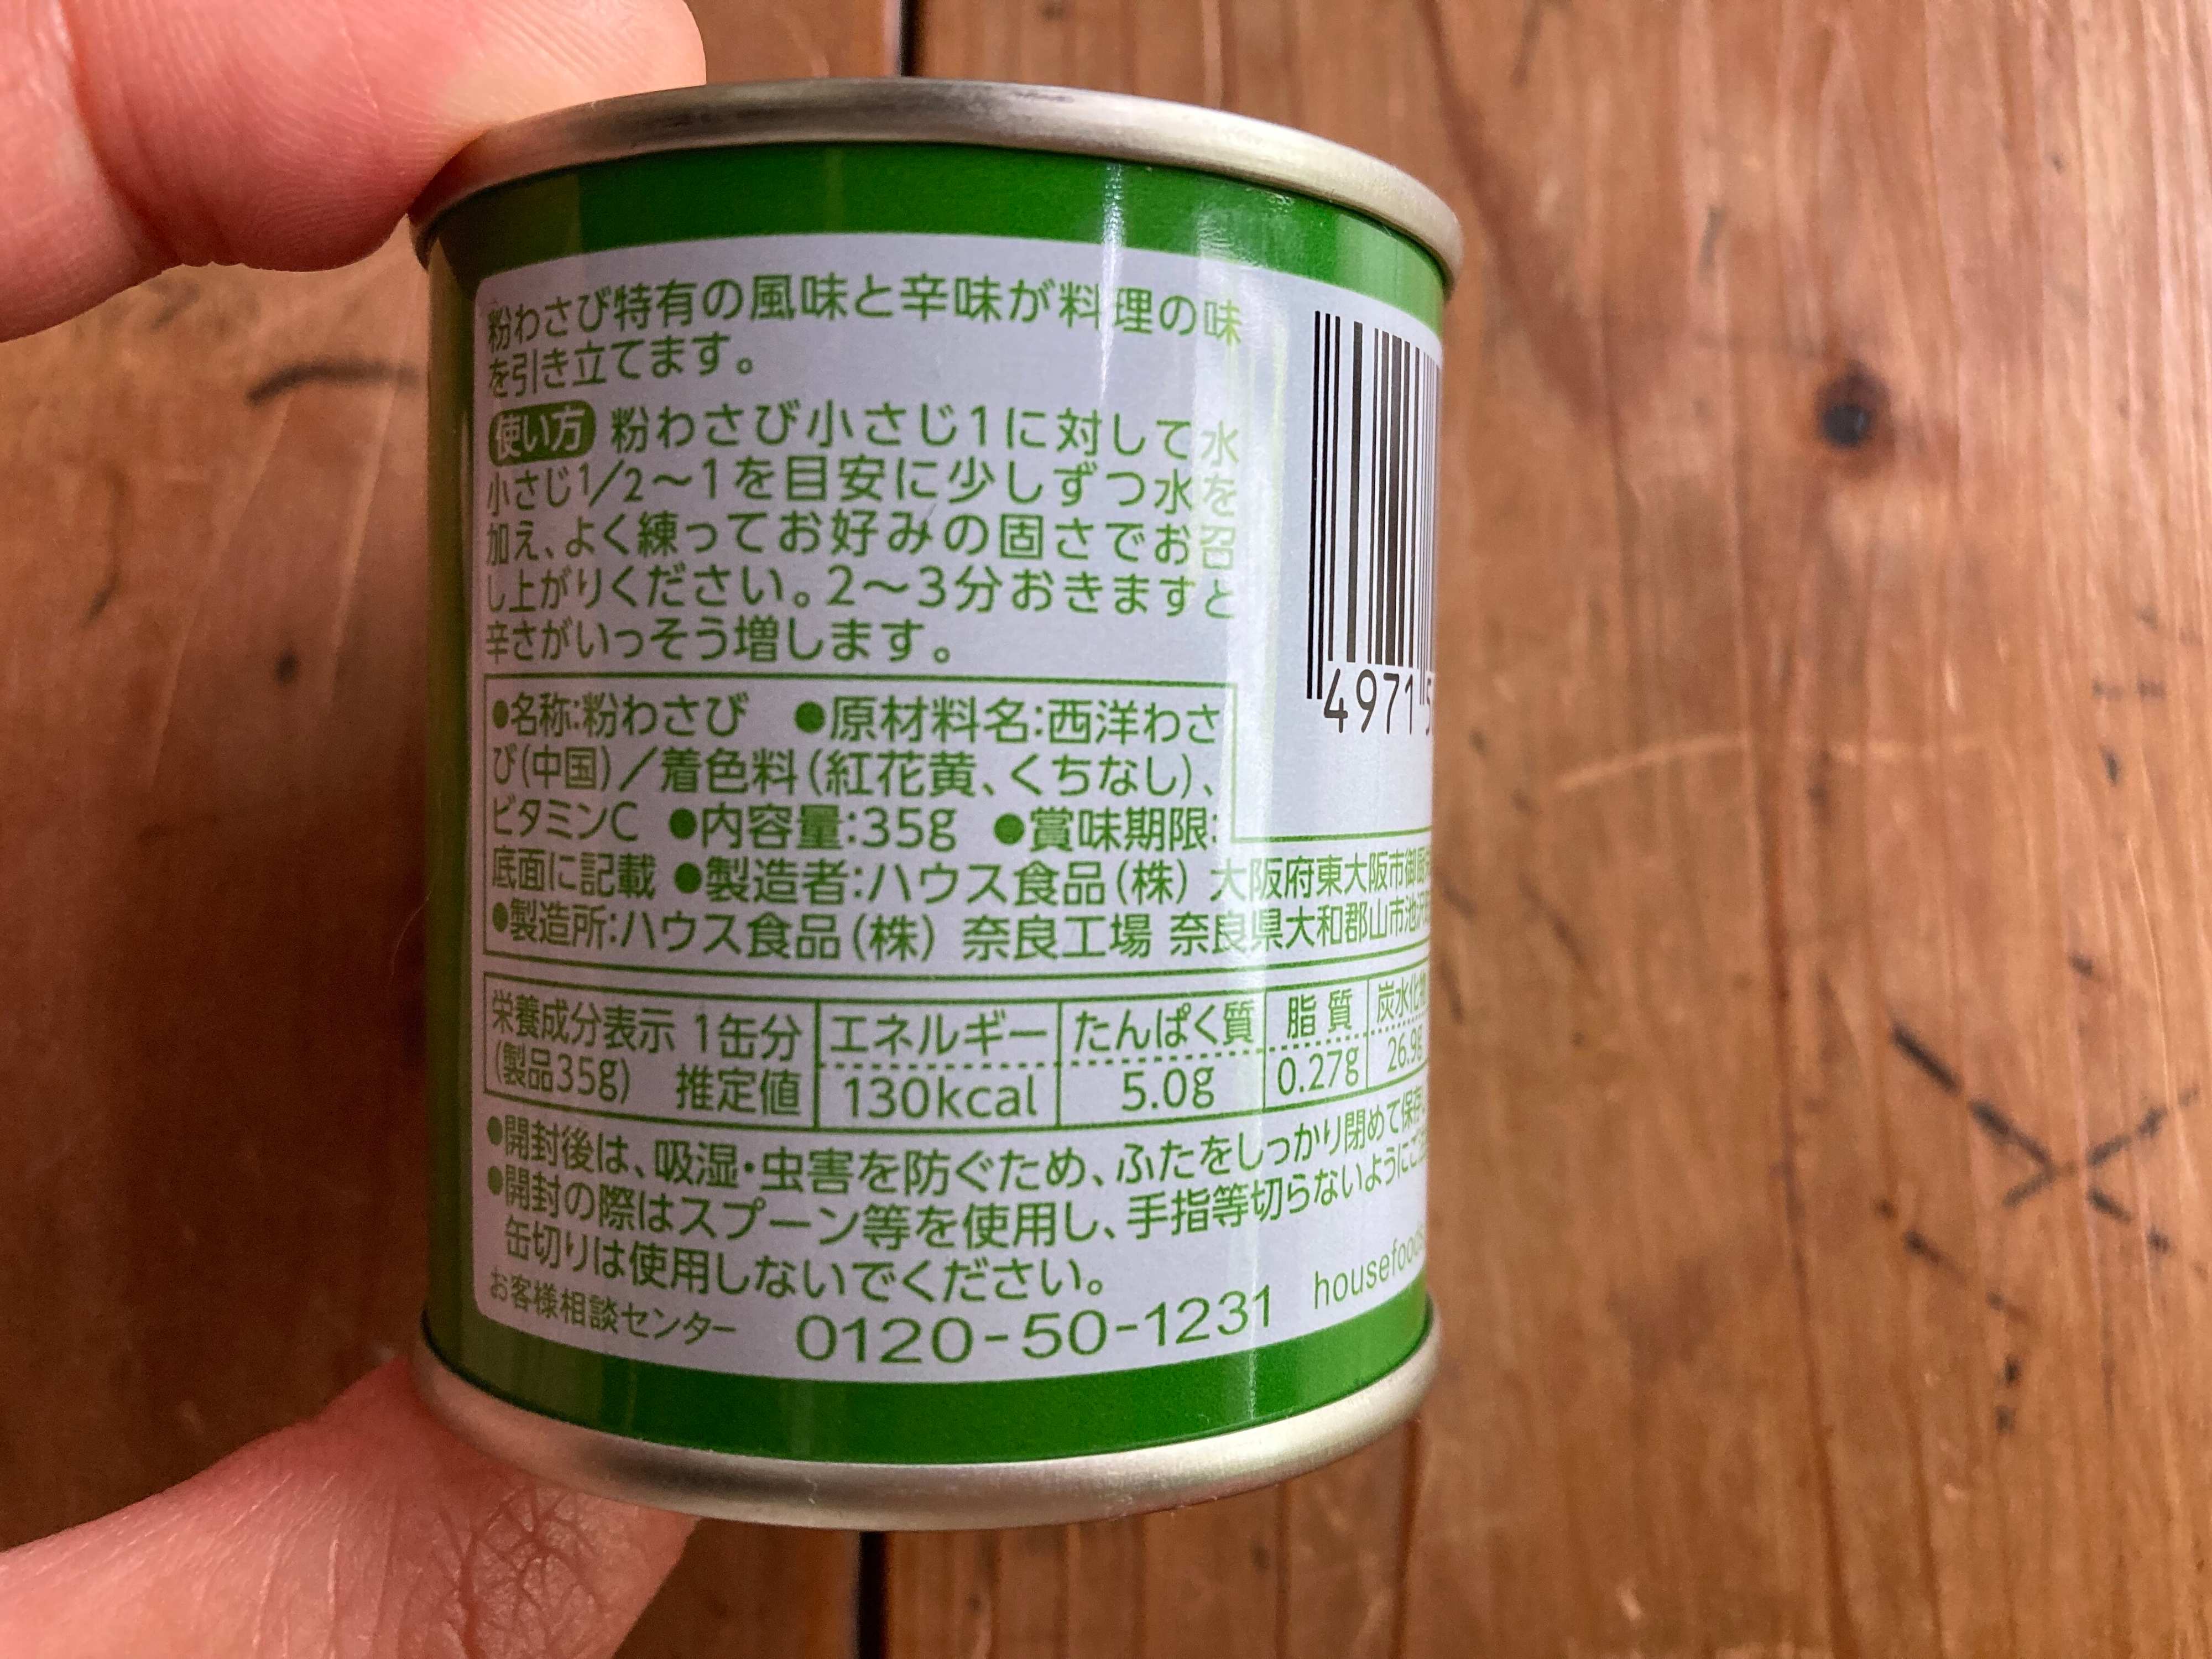 粉わさび特有の風味と辛味が料理の味
を引き立てます。
使い方 粉わさび小さじ1に対して水
小さじ1/2〜1を目安に少しずつ水を
加え、よく練ってお好みの固さでお召
し上がりください。2〜3分おきますと
辛さがいっそう増します。
4971
●名称:粉わさび ●原材料名:西洋わさ
び(中国)/着色料(紅花黄、くちなし)、
ビタミンC ●内容量:35g ●賞味期限:
底面に記載 ●製造者:ハウス食品(株) 大阪府東大阪市御厨
●製造所:ハウス食品(株) 奈良工場 奈良県大和郡山市池沢
栄養成分表示 1缶分 エネルギー たんぱく質 脂質 炭水化物
(製品35g) 推定値 130kcal 5.0g 0.27g 26.9g
●開封後は、吸湿・虫害を防ぐため、ふたをしっかり閉めて保存
●開封の際はスプーン等を使用し、手指等切らないようにご
缶切りは使用しないでください。
お客様相談センター 0120-50-1231 housefoods